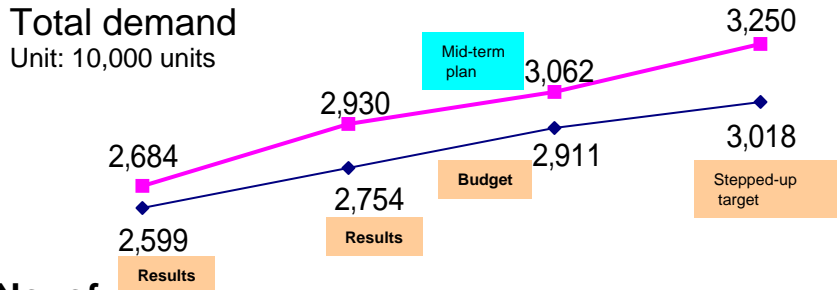 Total demand
Unit: 10,000 units
3,250
Mid-term
plan
3,062
2,930
2,684
3,018
2,911
Budget
Stepped-up
target
2,754
2,599
Results
Results